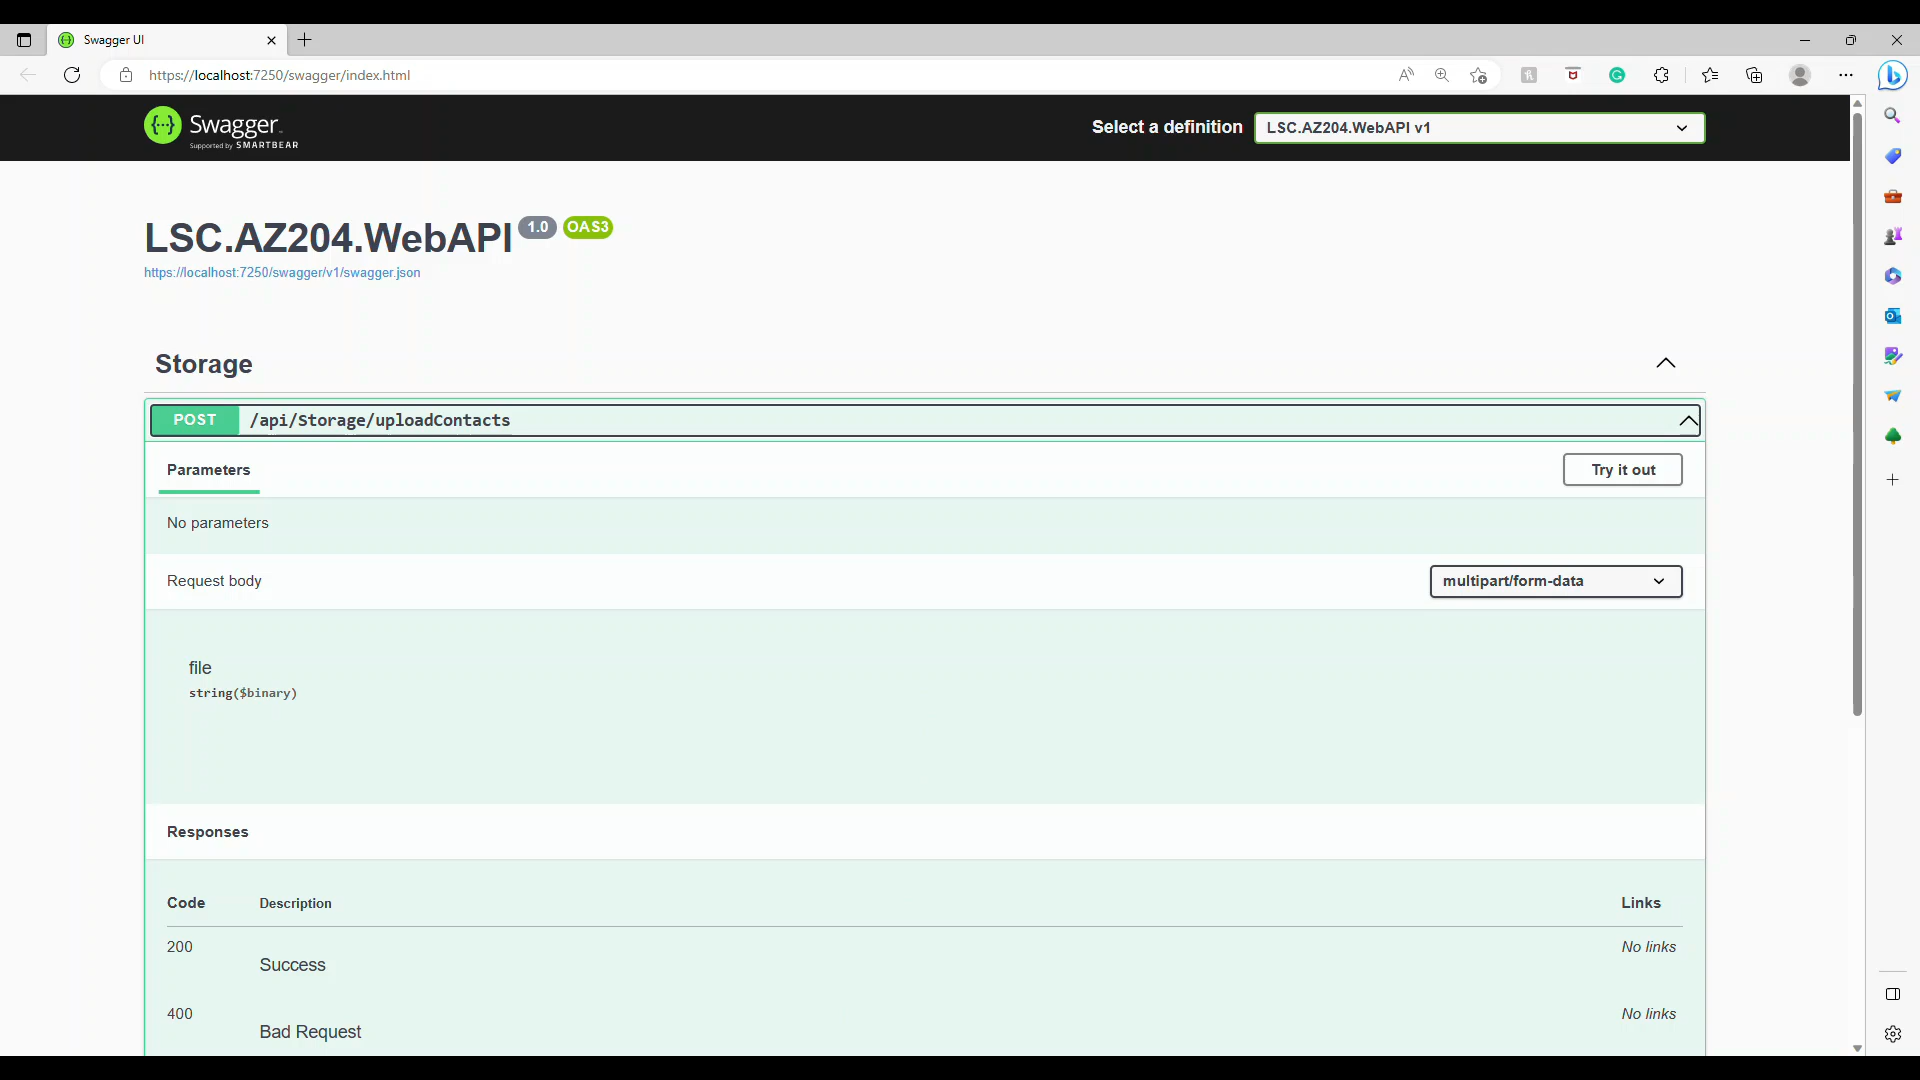 Swagger UI
https://localhost:7250/swagger/index.html
Swagger
Supported by SMARTBEAR
Select a definition
LSC.AZ204.WebAPI v1
LSC.AZ204.WebAPI 1.0 OAS3
https://localhost:7250/swagger/v1/swagger.json
Storage
POST /api/Storage/uploadContacts
Parameters
Try it out
No parameters
Request body
multipart/form-data
file
string($binary)
Responses
Code Description Links
200 No links
Success
400 No links
Bad Request